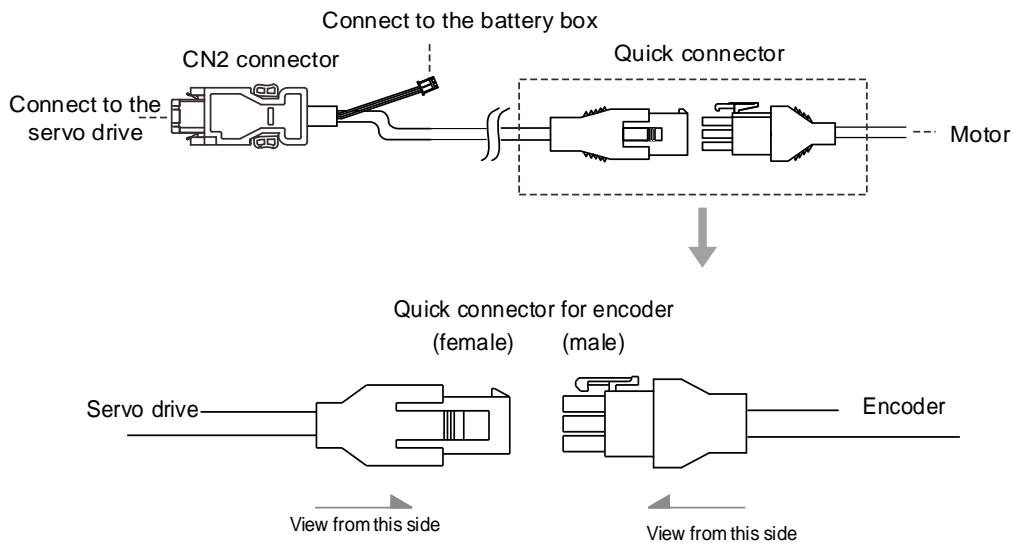 Connect to the battery box
CN2 connector
Quick connector
Connect to the
servo drive
Motor
Quick connector for encoder
(female)
(male)
Servo drive
Encoder
View from this side
View from this side